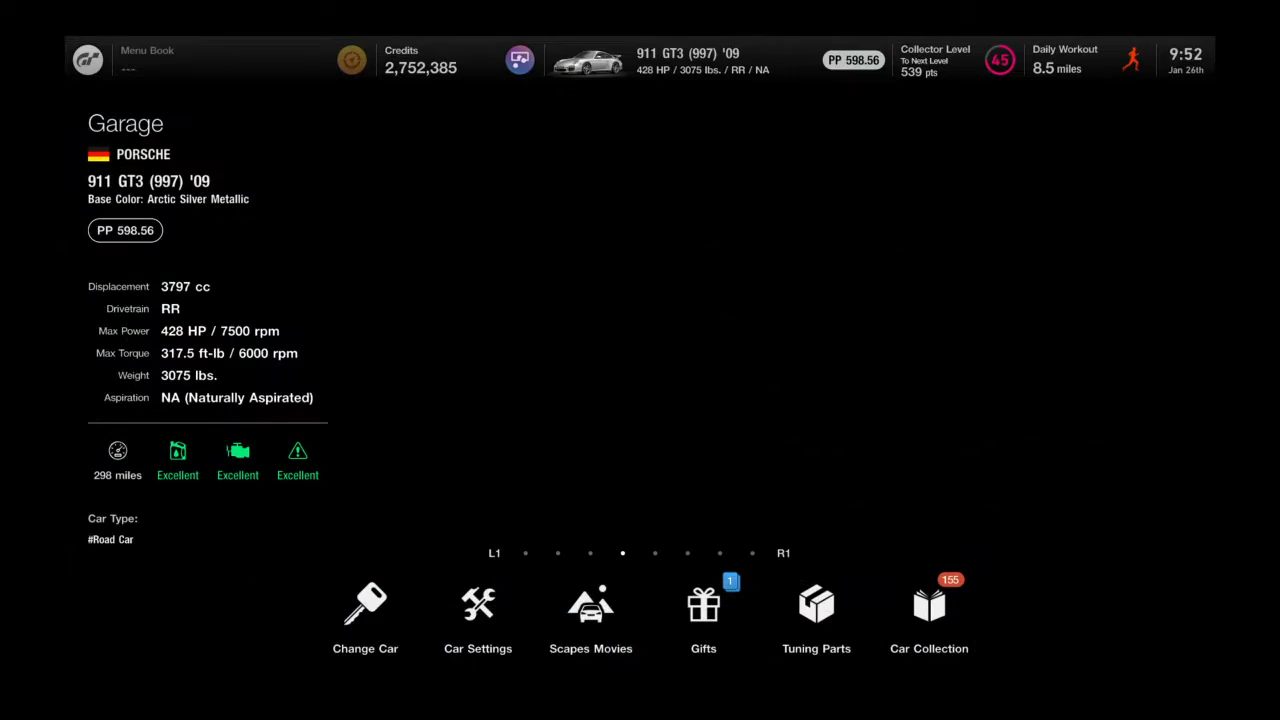 Menu Book
---
Credits
2,752,385
911 GT3 (997) '09
428 HP / 3075 lbs. / RR / NA
PP 598.56
Collector Level
To Next Level
539 pts
45
Daily Workout
8.5 miles
9:52
Jan 26th
Garage
PORSCHE
911 GT3 (997) '09
Base Color: Arctic Silver Metallic
PP 598.56
Displacement 3797 cc
Drivetrain RR
Max Power 428 HP / 7500 rpm
Max Torque 317.5 ft-lb / 6000 rpm
Weight 3075 lbs.
Aspiration NA (Naturally Aspirated)
298 miles Excellent Excellent Excellent
Car Type:
#Road Car
L1 R1
1 155
Change Car Car Settings Scapes Movies Gifts Tuning Parts Car Collection